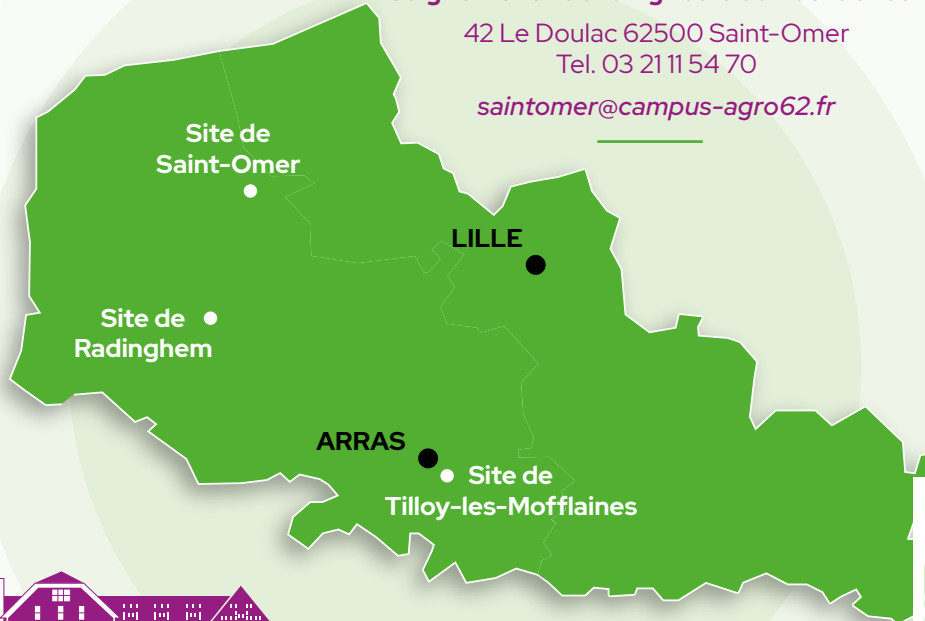 42 Le Doulac 62500 Saint-Omer
Tel. 03 21 11 54 70
saintomer@campus-agro62.fr
Site de
Saint-Omer
LILLE
Site de
Radinghem
ARRAS
Site de
Tilloy-les-Mofflaines